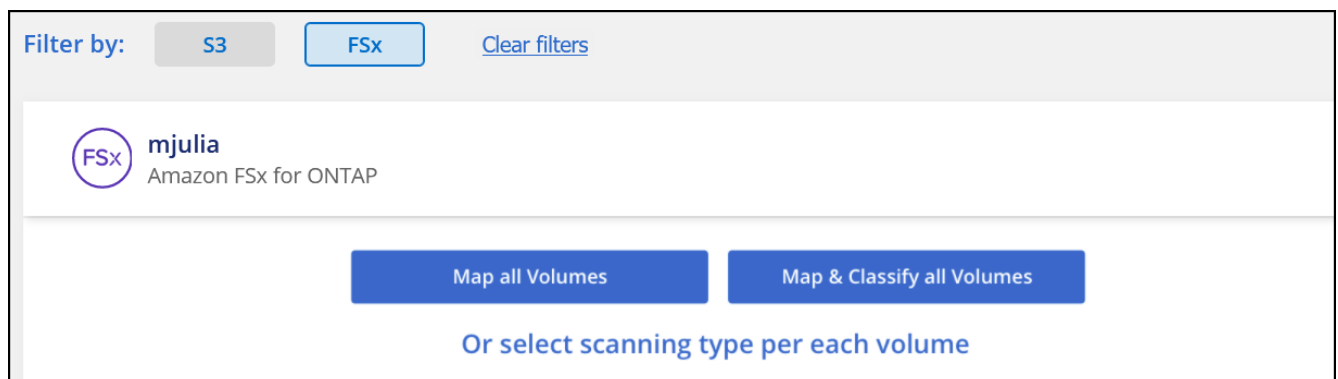 Filter by: S3 FSx Clear filters
FSx mjulia
Amazon FSx for ONTAP
Map all Volumes Map & Classify all Volumes
Or select scanning type per each volume